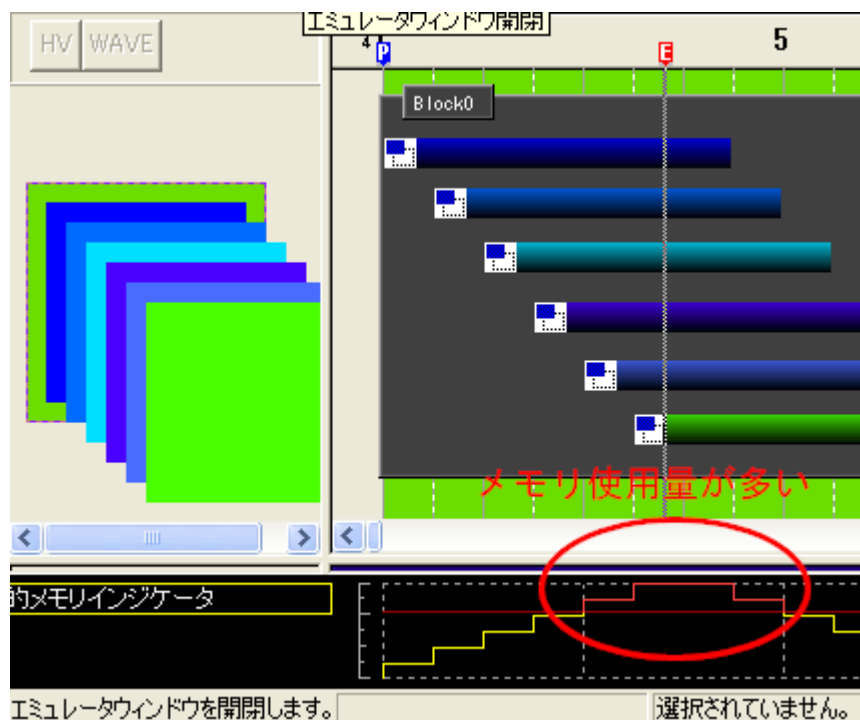 エミュレータウィンドウ開閉
HV WAVE
4
P
E
5
Block0
メモリ使用量が多い
的メモリインジケータ
エミュレータウィンドウを開閉します。
選択されていません。